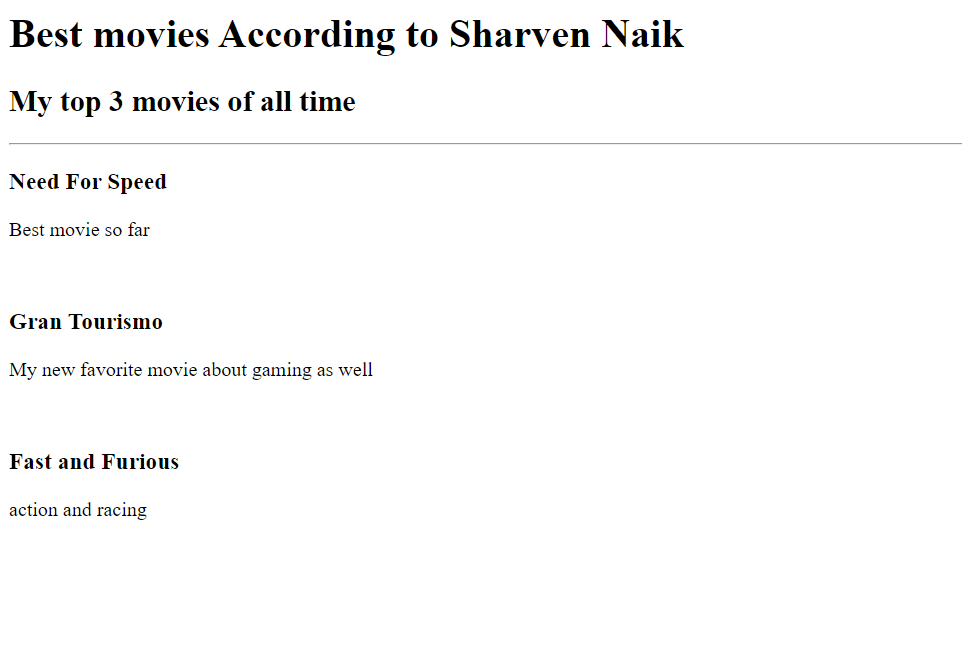 Best movies According to Sharven Naik
My top 3 movies of all time
Need For Speed
Best movie so far
Gran Tourismo
My new favorite movie about gaming as well
Fast and Furious
action and racing